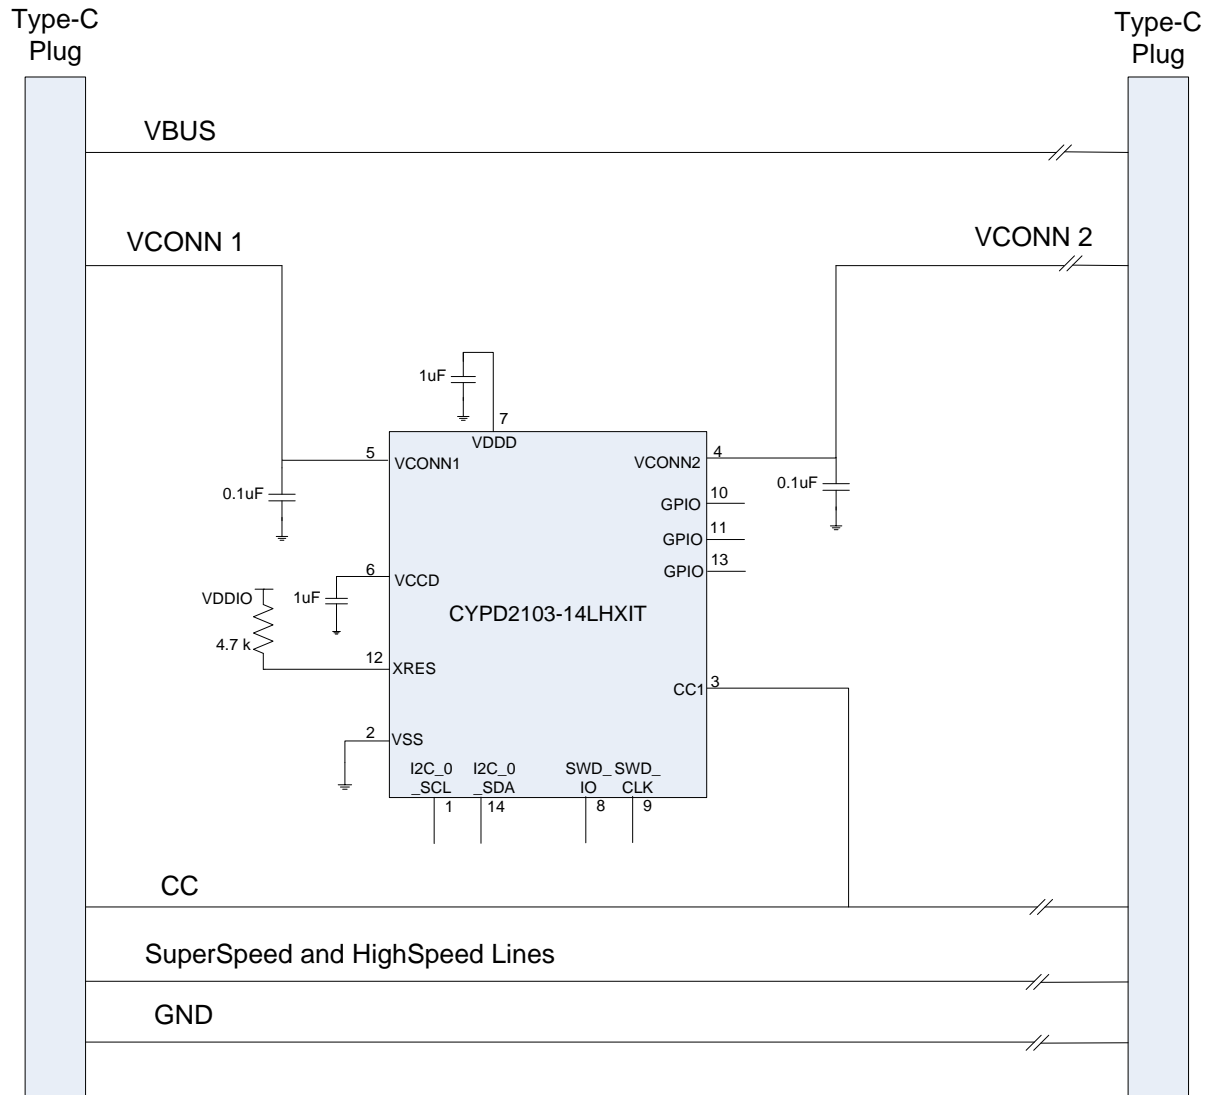 Type-C
Plug
Type-C
Plug
VBUS
VCONN 1
VCONN 2
1uF
7
VDDD
5
VCONN1
VCONN2
4
0.1uF
0.1uF
GPIO
10
GPIO
11
GPIO
13
6
VCCD
VDDIO
1uF
CYPD2103-14LHXIT
4.7 k
12
XRES
CC1
3
2
VSS
I2C_0
_SCL
I2C_0
_SDA
SWD_
IO
SWD_
CLK
1
14
8
9
CC
SuperSpeed and HighSpeed Lines
GND